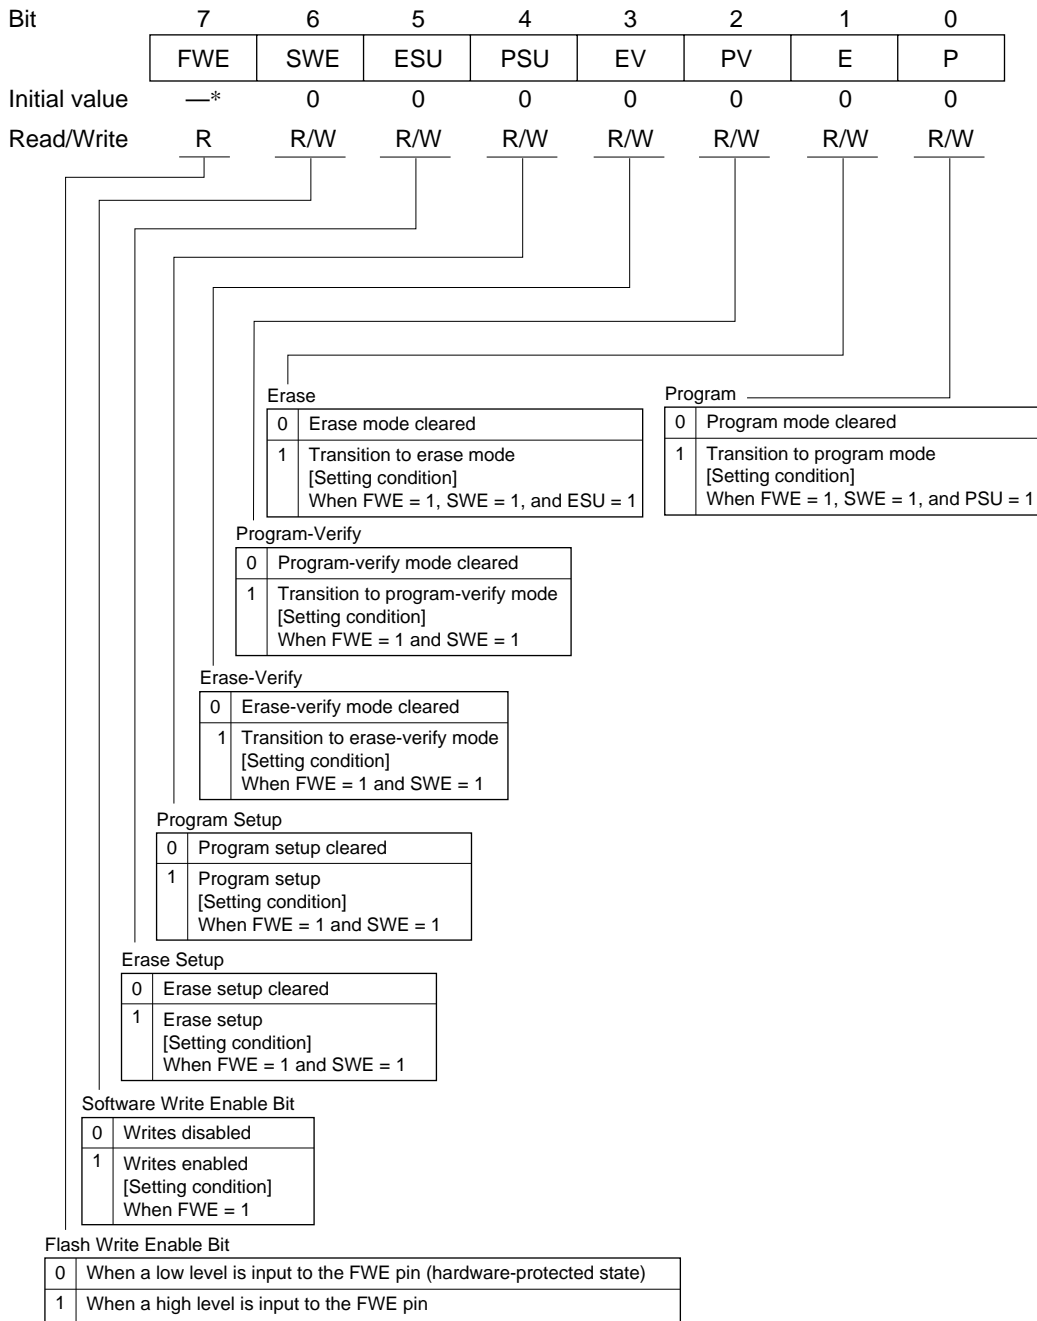 Bit 7 6 5 4 3 2 1 0
FWE SWE ESU PSU EV PV E P
Initial value —* 0 0 0 0 0 0 0
Read/Write R R/W R/W R/W R/W R/W R/W R/W
Erase
0 Erase mode cleared
1 Transition to erase mode
[Setting condition]
When FWE = 1, SWE = 1, and ESU = 1
Program
0 Program mode cleared
1 Transition to program mode
[Setting condition]
When FWE = 1, SWE = 1, and PSU = 1
Program-Verify
0 Program-verify mode cleared
1 Transition to program-verify mode
[Setting condition]
When FWE = 1 and SWE = 1
Erase-Verify
0 Erase-verify mode cleared
1 Transition to erase-verify mode
[Setting condition]
When FWE = 1 and SWE = 1
Program Setup
0 Program setup cleared
1 Program setup
[Setting condition]
When FWE = 1 and SWE = 1
Erase Setup
0 Erase setup cleared
1 Erase setup
[Setting condition]
When FWE = 1 and SWE = 1
Software Write Enable Bit
0 Writes disabled
1 Writes enabled
[Setting condition]
When FWE = 1
Flash Write Enable Bit
0 When a low level is input to the FWE pin (hardware-protected state)
1 When a high level is input to the FWE pin